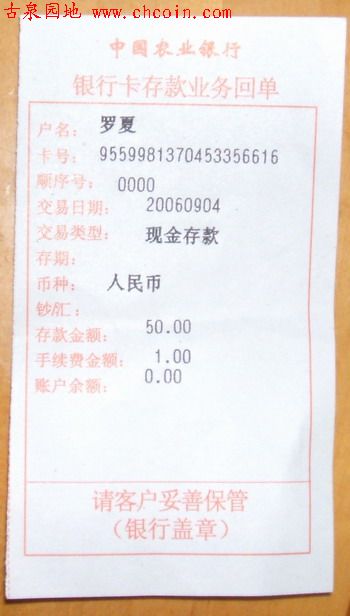 古泉园地 www.chcoin.com
中国农业银行
银行卡存款业务回单
户名： 罗夏
卡号： 9559981370453356616
顺序号： 0000
交易日期： 20060904
交易类型： 现金存款
存期：
币种： 人民币
钞/汇：
存款金额： 50.00
手续费金额： 1.00
账户余额： 0.00
请客户妥善保管
（银行盖章）